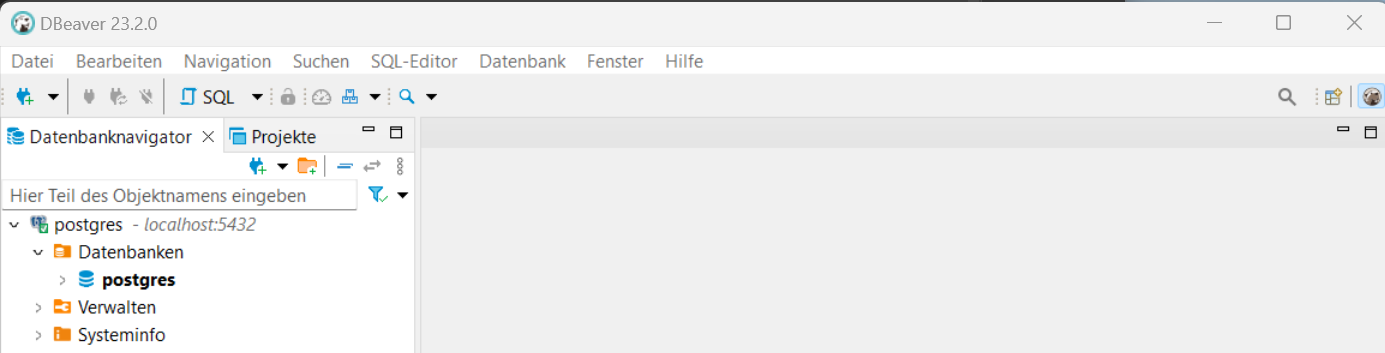 DBeaver 23.2.0
Datei Bearbeiten Navigation Suchen SQL-Editor Datenbank Fenster Hilfe
SQL
Datenbanknavigator Projekte
Hier Teil des Objektnamens eingeben
postgres - localhost:5432
Datenbanken
postgres
Verwalten
Systeminfo